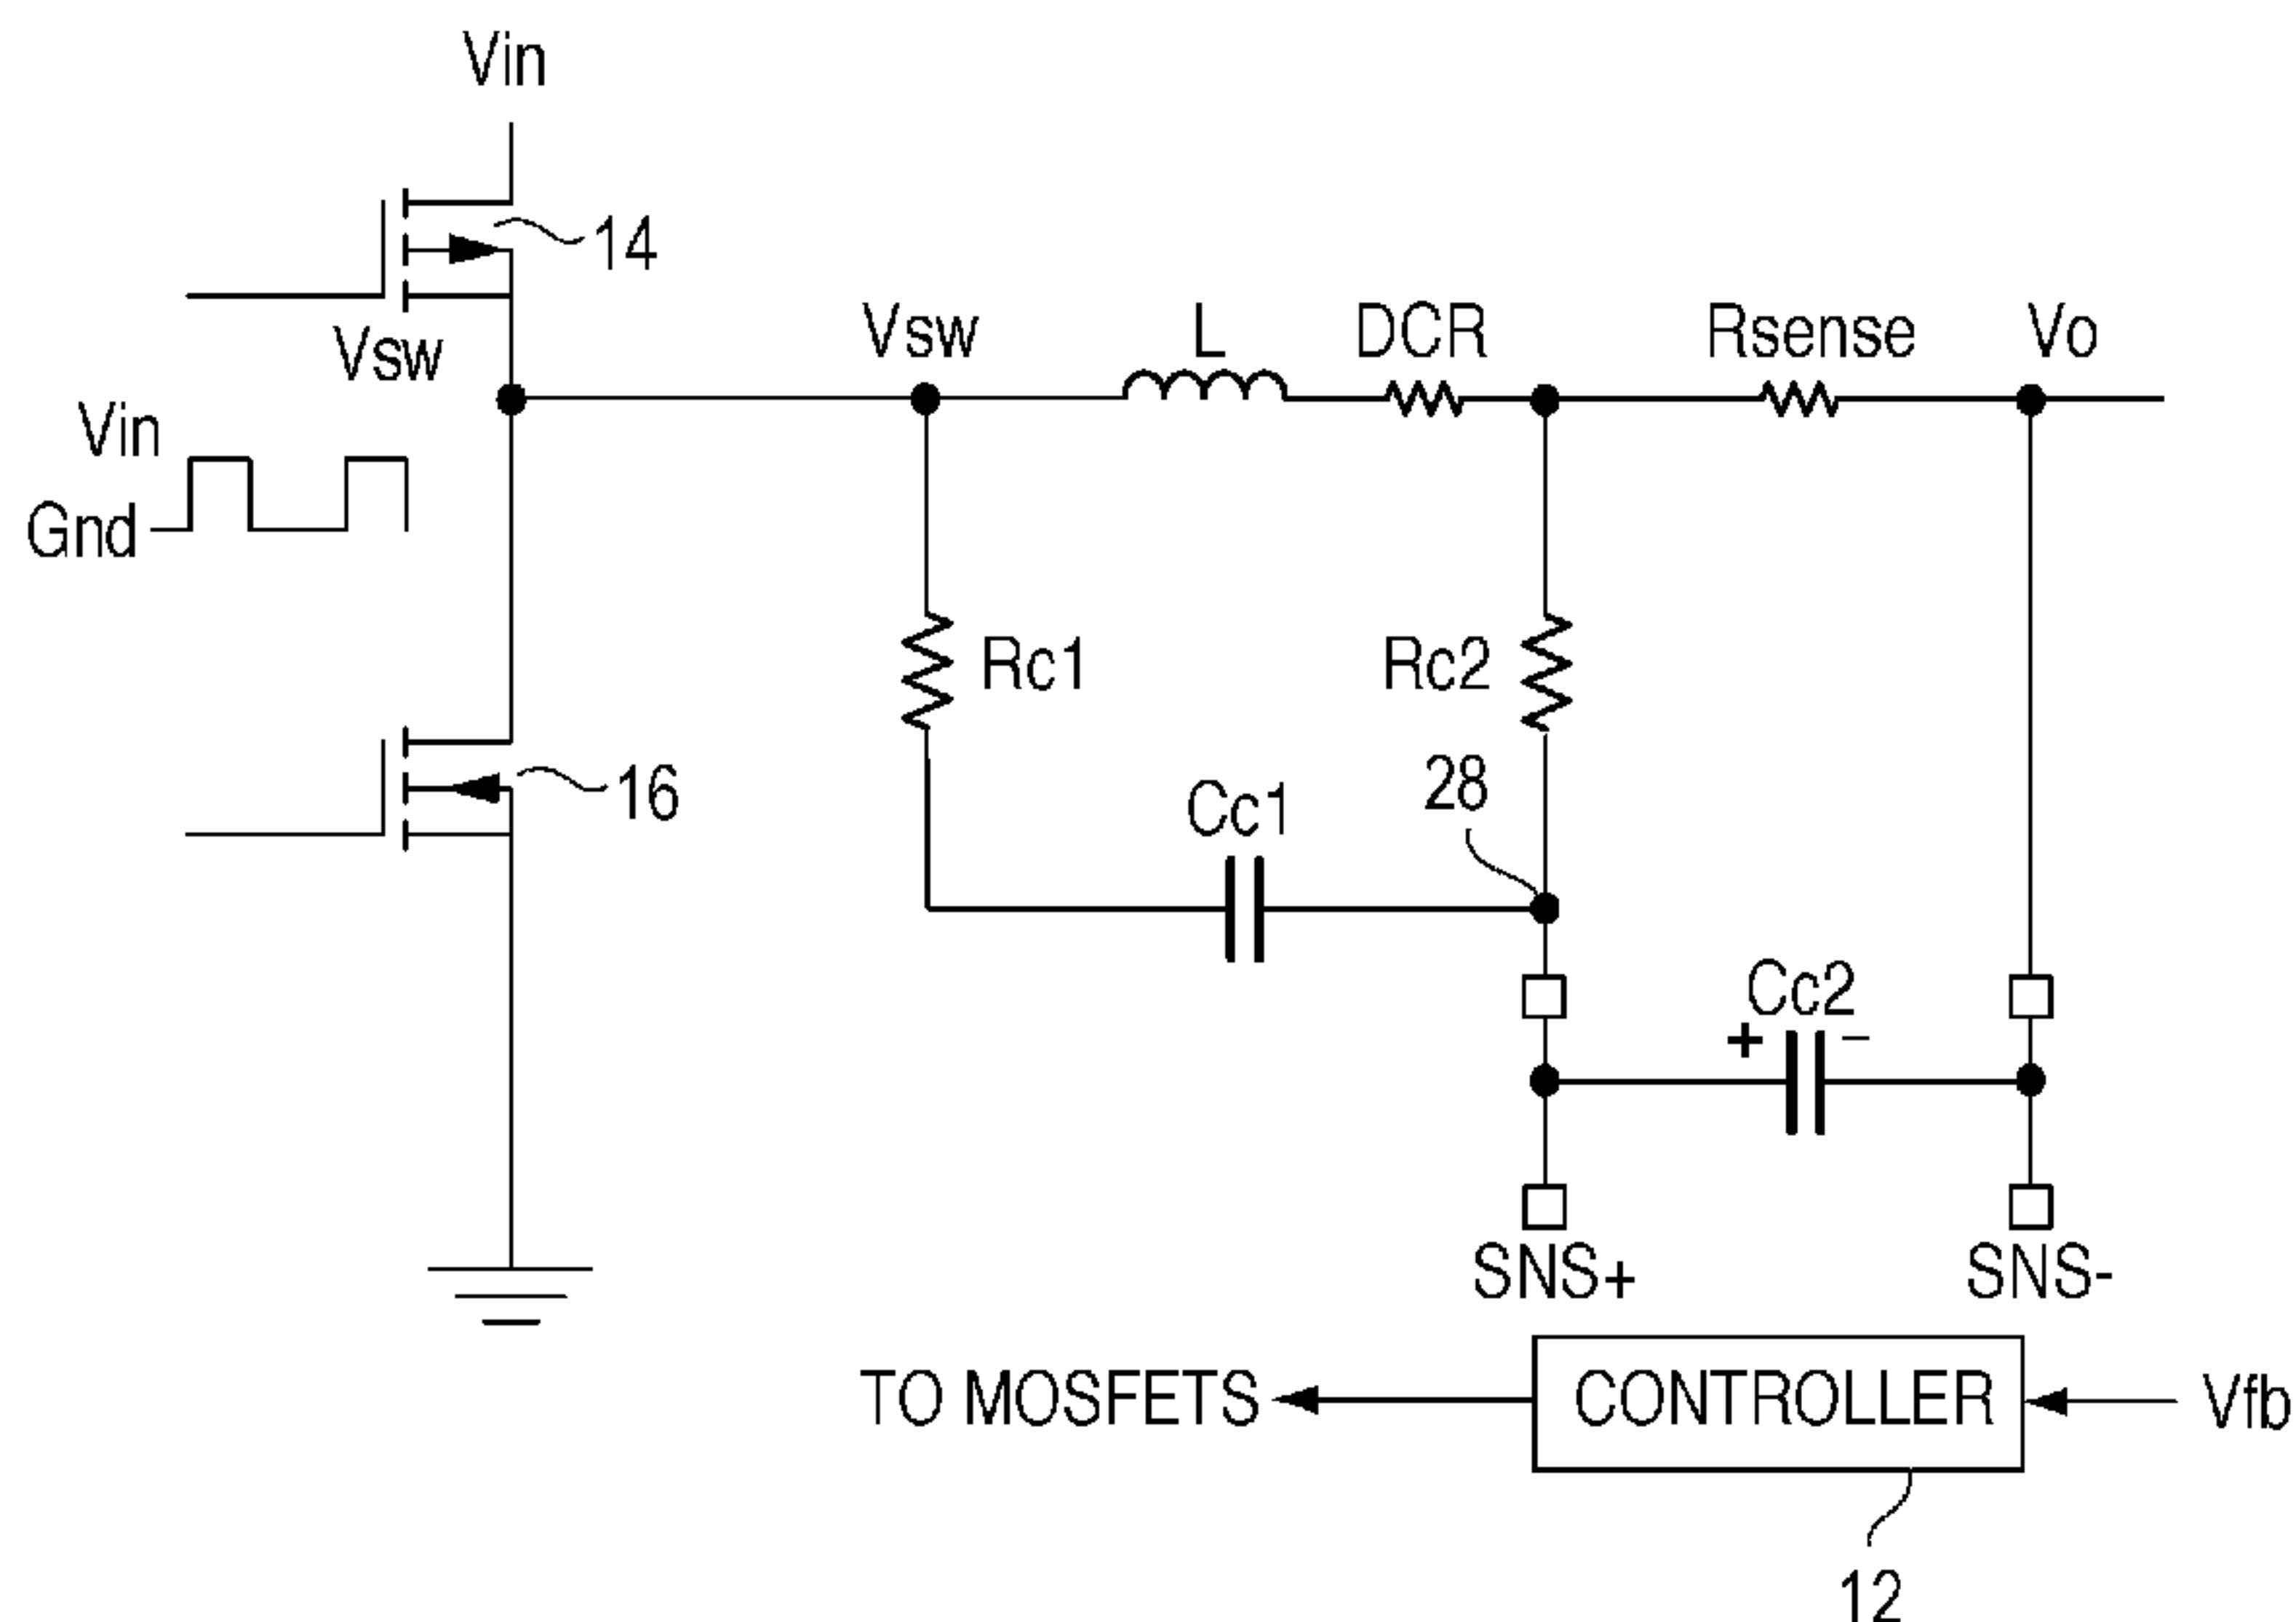 Vin
14
Vsw
Vsw
L
DCR
Rsense
Vo
Vin
Gnd
Rc1
Rc2
16
28
Cc1
Cc2
+
−
SNS+
SNS-
TO MOSFETS
CONTROLLER
Vfb
12